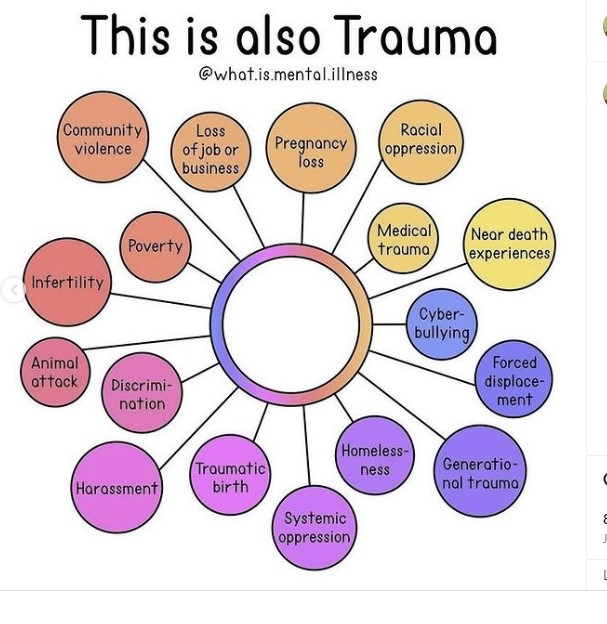 This is also Trauma
@what.is.mental.illness
Community
violence
Loss
of job or
business
Pregnancy
loss
Racial
oppression
Poverty
Medical
trauma
Near death
experiences
Infertility
Cyber-
bullying
Animal
attack
Discrimi-
nation
Forced
displace-
ment
Harassment
Traumatic
birth
Homeless-
ness
Generatio-
nal trauma
Systemic
oppression